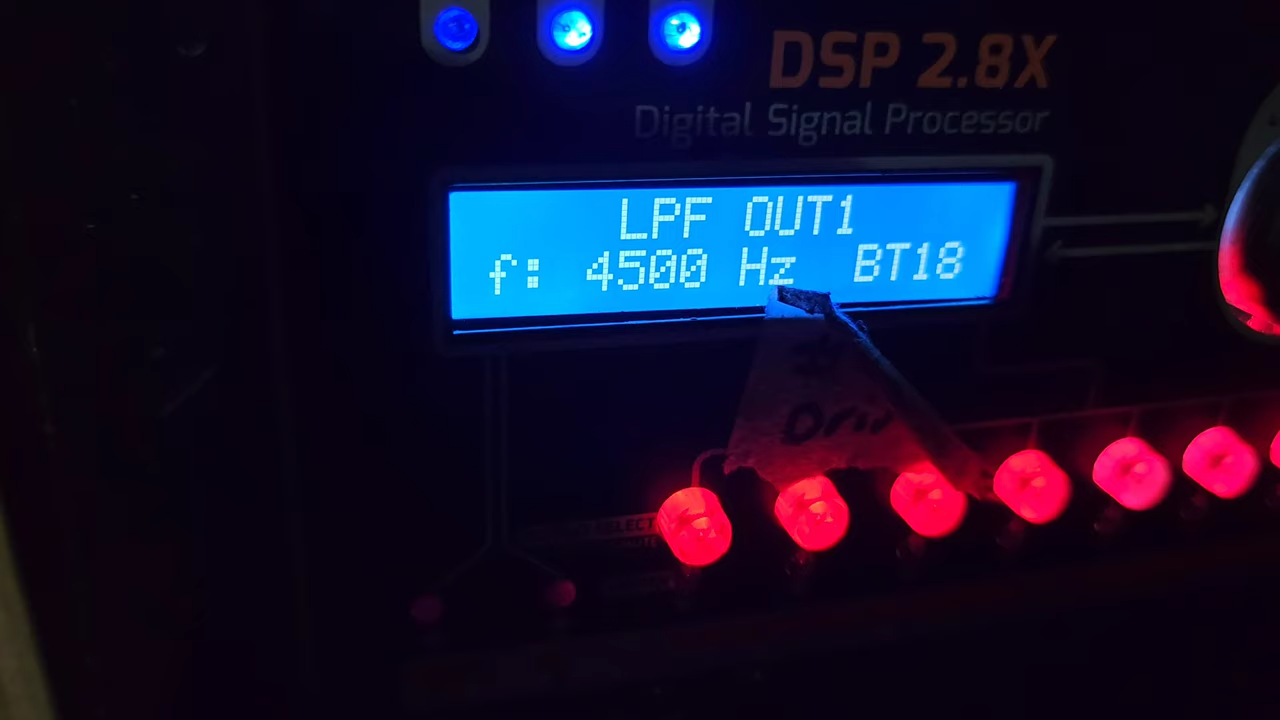 DSP 2.8X
Digital Signal Processor
LPF OUT1
f: 4500 Hz BT18